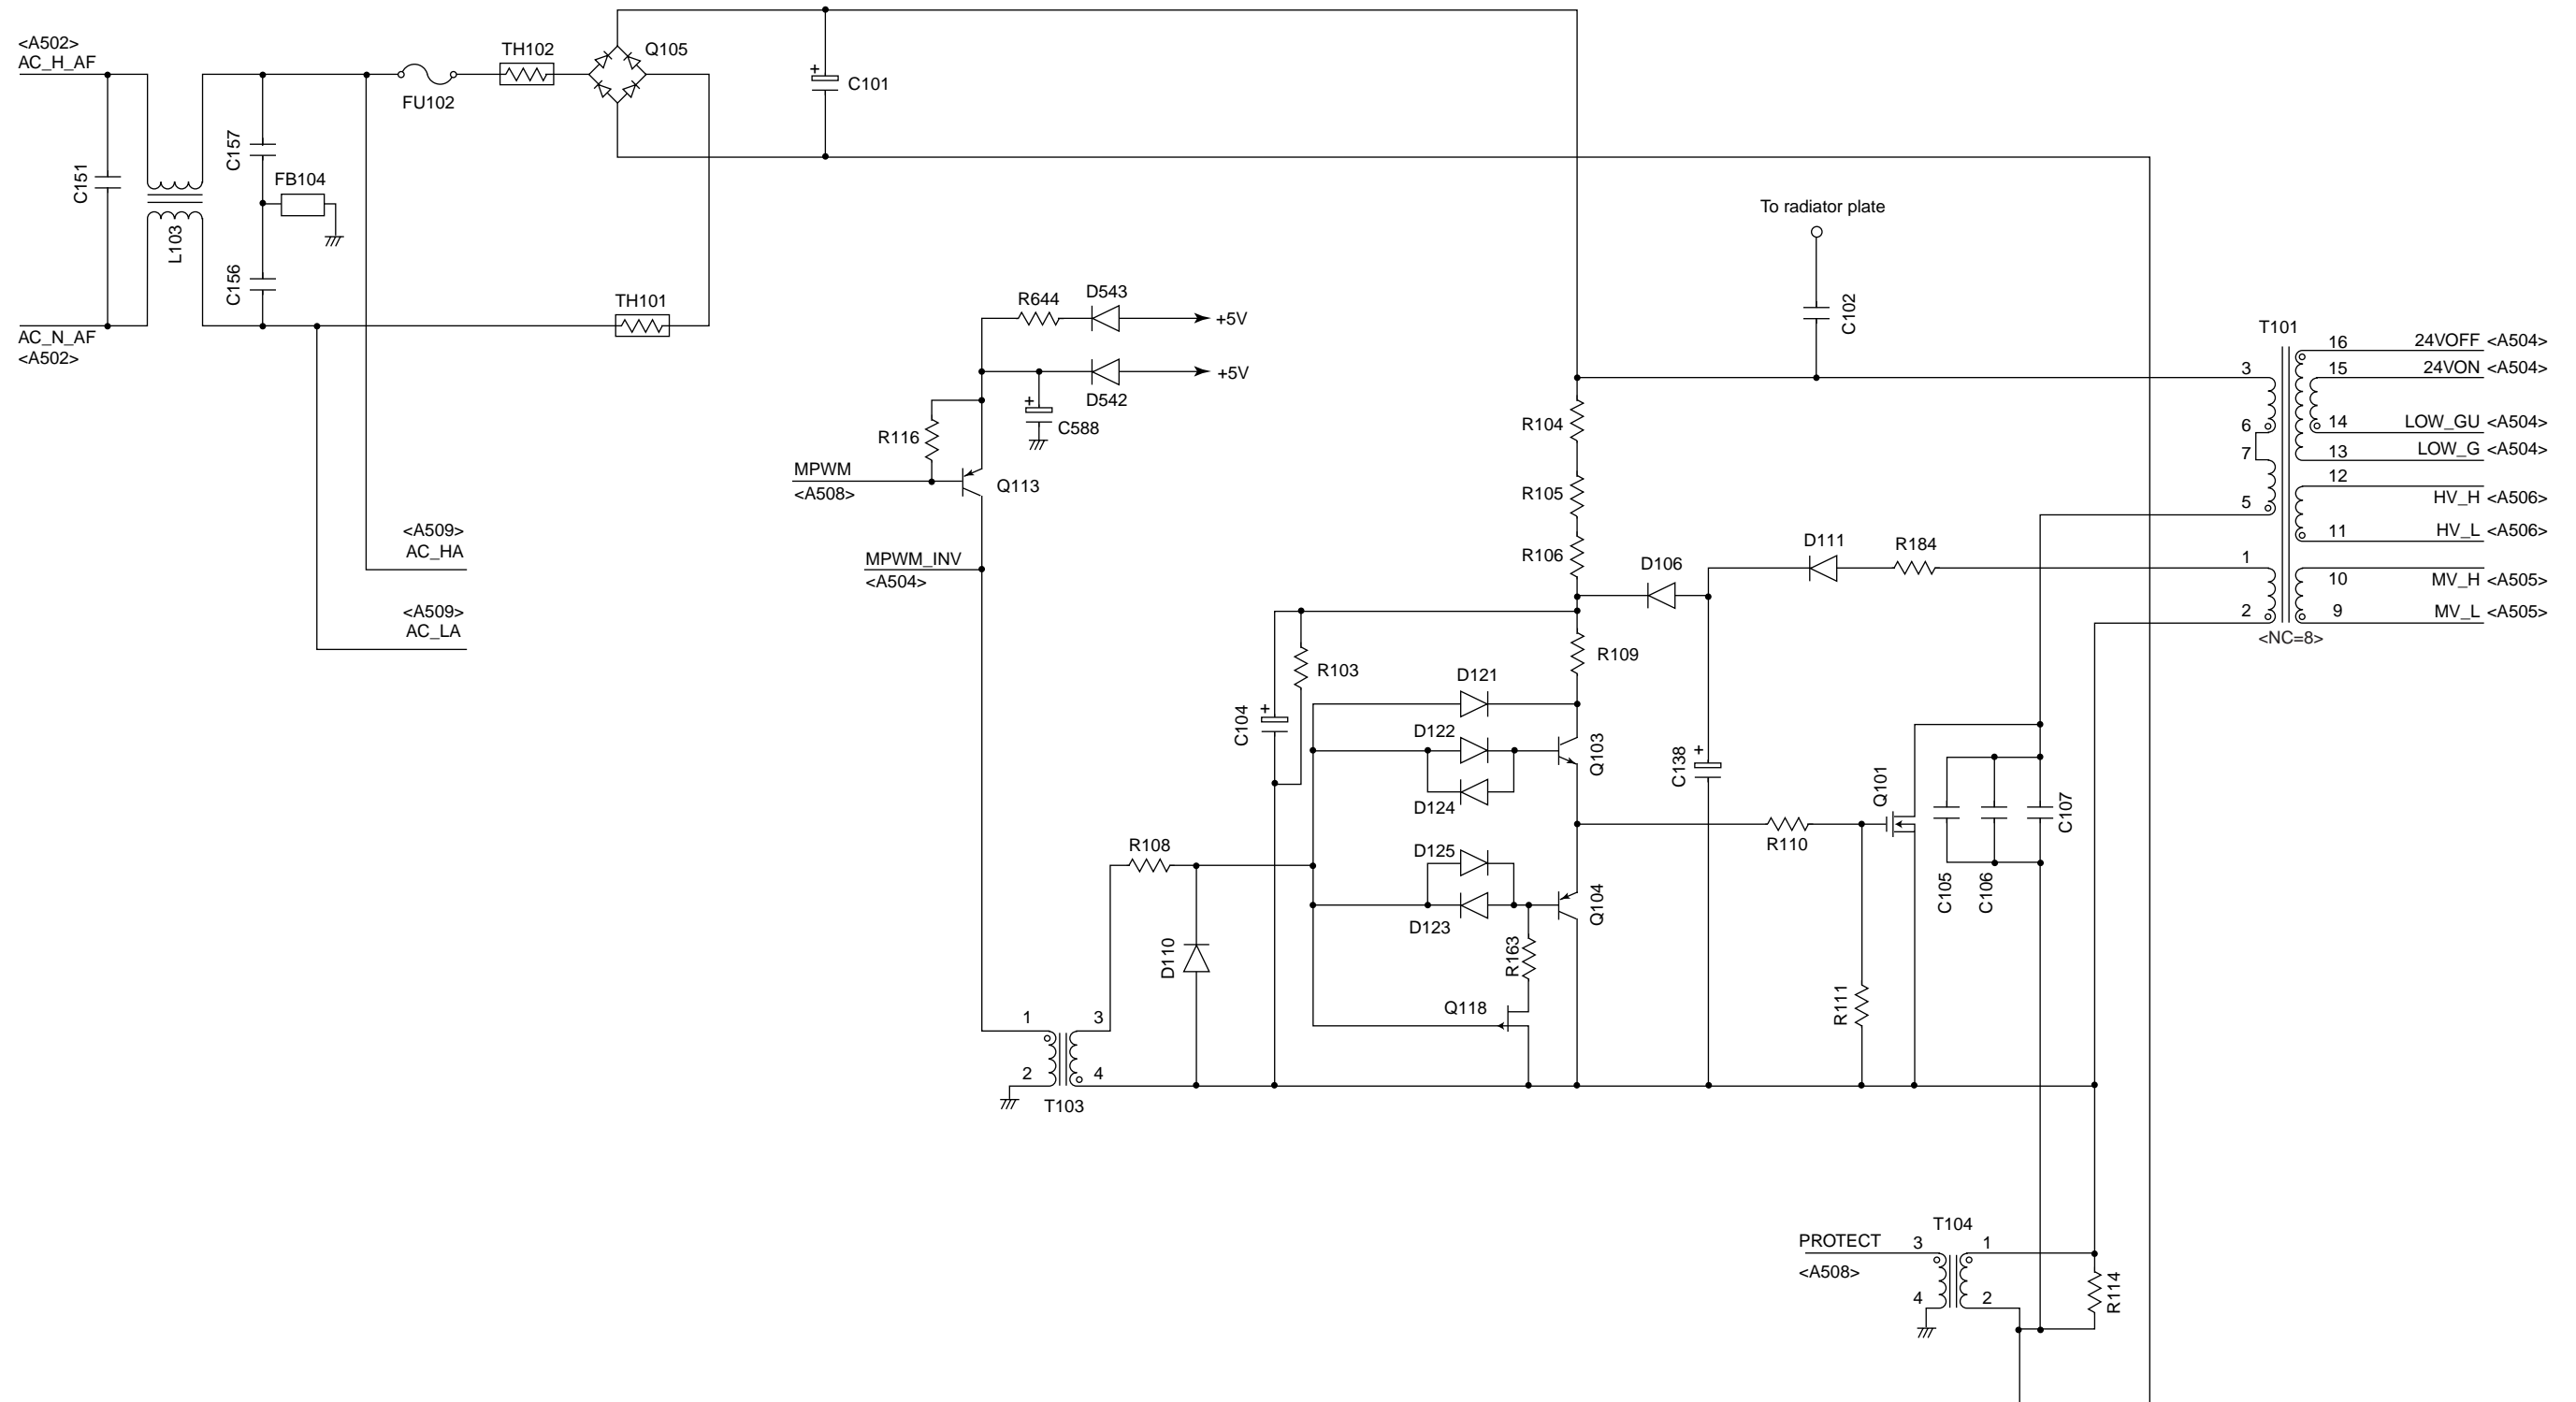 <A502>
AC_H_AF
TH102
Q105
FU102
+
C101
C151
C157
FB104
L103
C156
TH101
AC_N_AF
<A502>
<A509>
AC_HA
<A509>
AC_LA
R644
D543
+5V
D542
+5V
+
C588
R116
MPWM
<A508>
Q113
MPWM_INV
<A504>
To radiator plate
C102
R104
R105
R106
D106
D111
R184
T101
3
6
7
5
1
2
16
24VOFF <A504>
15
24VON <A504>
14
LOW_GU <A504>
13
LOW_G <A504>
12
HV_H <A506>
11
HV_L <A506>
10
MV_H <A505>
9
MV_L <A505>
<NC=8>
R109
R103
+
C104
D121
D122
D124
Q103
+
C138
Q101
C107
C105
C106
R110
R108
D125
D123
Q104
R163
D110
Q118
R111
1
3
2
4
T103
T104
PROTECT
<A508>
3
1
4
2
R114